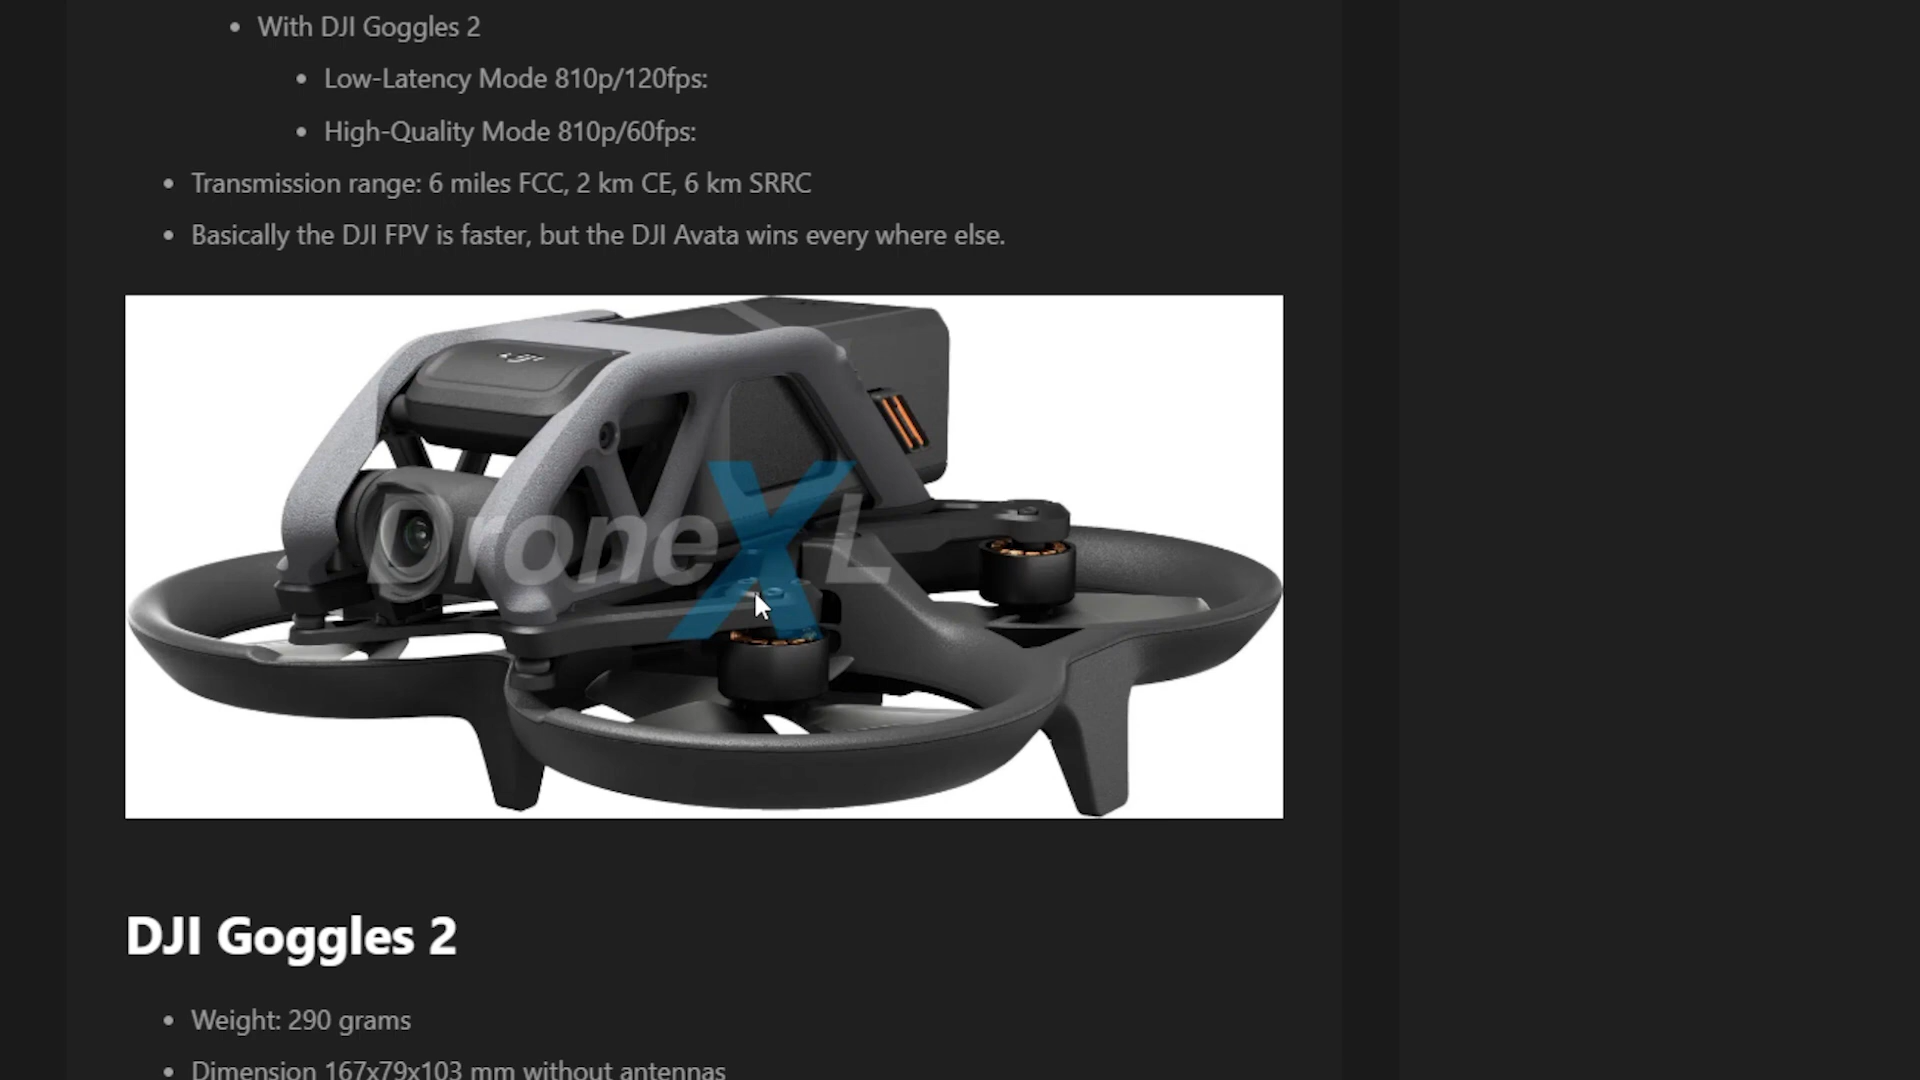 With DJI Goggles 2
Low-Latency Mode 810p/120fps:
High-Quality Mode 810p/60fps:
Transmission range: 6 miles FCC, 2 km CE, 6 km SRRC
Basically the DJI FPV is faster, but the DJI Avata wins every where else.
dji
DroneXL
DJI Goggles 2
Weight: 290 grams
Dimension 167x79x103 mm without antennas